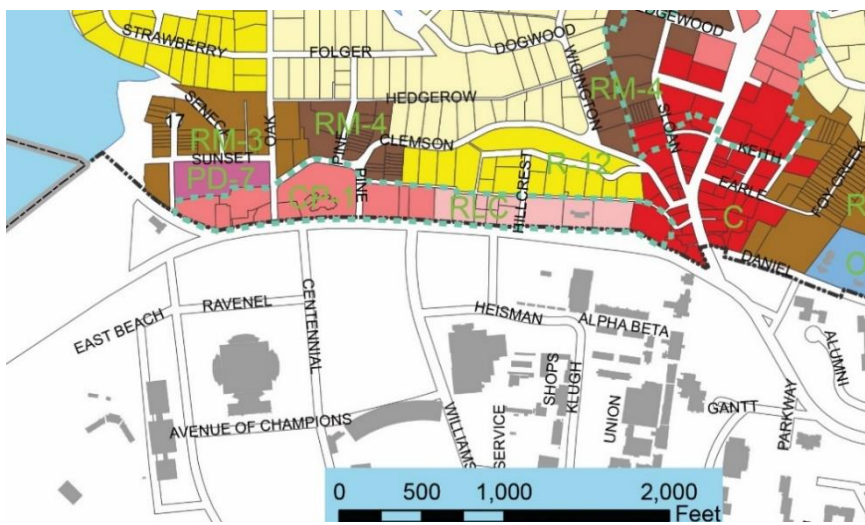 EDGEWOOD
STRAWBERRY
FOLGER
DOGWOOD
WIGINGTON
RM-4
HEDGEROW
SLOAN
17
RM-3
OAK
RM-4
PINE
CLEMSON
KEITH
SUNSET
PD-7
R-12
EARLE
FOX CREEK
CP-1
PINE
RLC
HILLCREST
C
DANIEL
RAVENEL
CENTENNIAL
EAST BEACH
HEISMAN
ALPHA BETA
ALUMNI
SHOPS
KLUGH
GANTT
PARKWAY
AVENUE OF CHAMPIONS
WILLIAMS
SERVICE
UNION
0 500 1,000 2,000
Feet